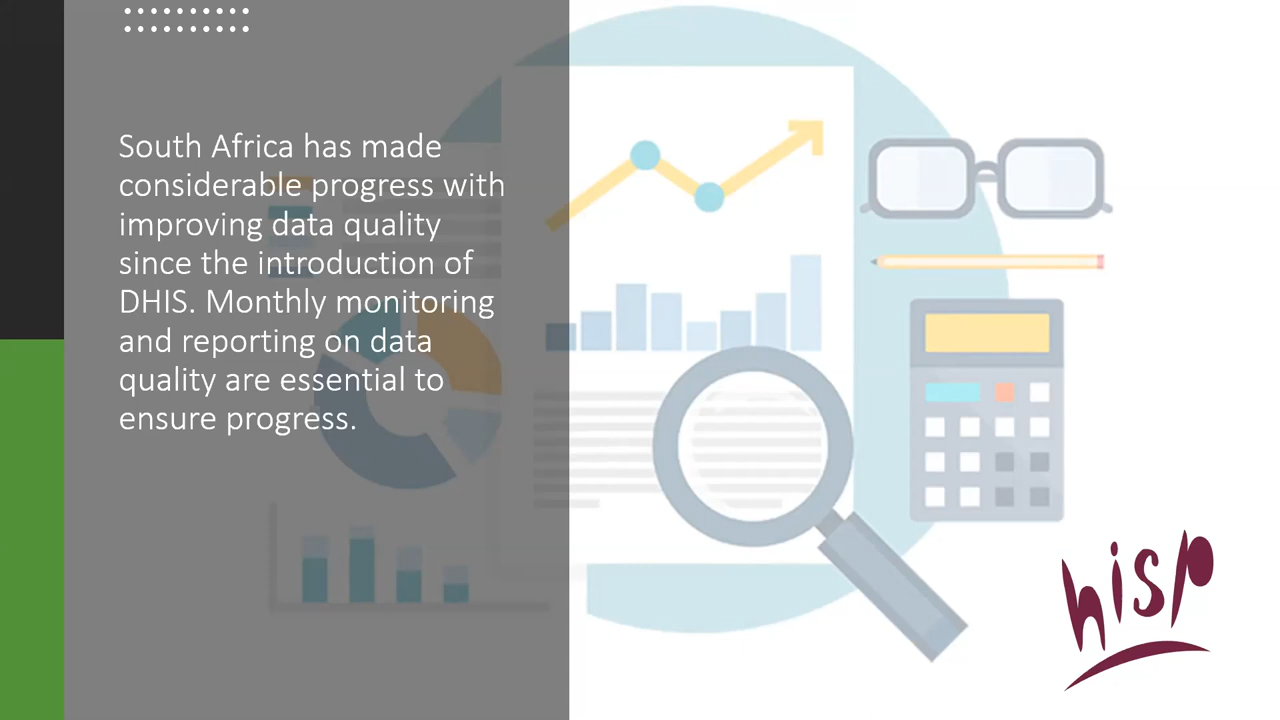 South Africa has made
considerable progress with
improving data quality
since the introduction of
DHIS. Monthly monitoring
and reporting on data
quality are essential to
ensure progress.
hisp